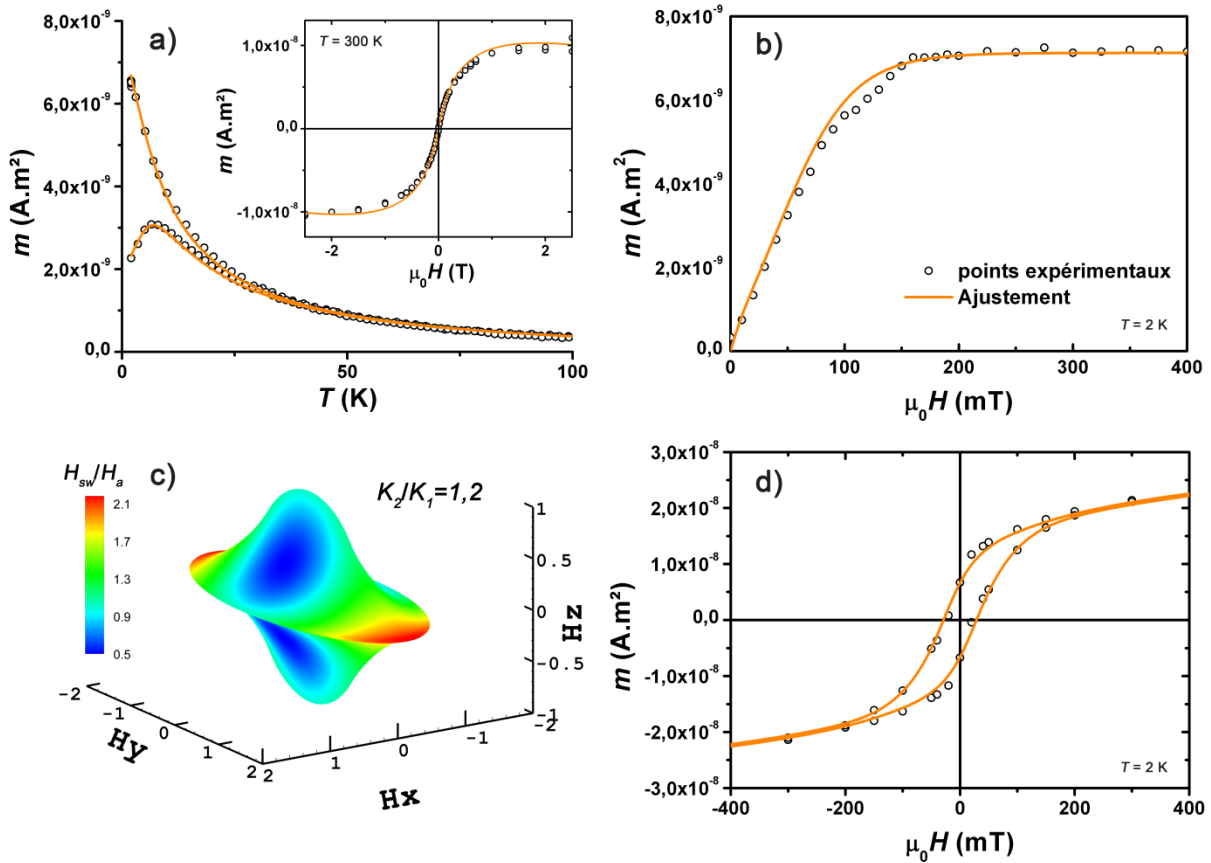 a)
T = 300 K
8,0x10⁻⁹
6,0x10⁻⁹
4,0x10⁻⁹
2,0x10⁻⁹
0,0
m (A.m²)
0 50 100
T (K)
1,0x10⁻⁸
0,0
-1,0x10⁻⁸
m (A.m²)
-2 0 2
μ₀H (T)
b)
8,0x10⁻⁹
6,0x10⁻⁹
4,0x10⁻⁹
2,0x10⁻⁹
0,0
m (A.m²)
points expérimentaux
Ajustement
T = 2 K
0 100 200 300 400
μ₀H (mT)
c)
H_sw/H_a
2.1
1.7
1.3
0.9
0.5
K₂/K₁=1,2
1
0.5
0
-0.5
-1
Hz
-2 -1 0 1 2
Hy
2 1 0 -1 -2
Hx
d)
3,0x10⁻⁸
2,0x10⁻⁸
1,0x10⁻⁸
0,0
-1,0x10⁻⁸
-2,0x10⁻⁸
-3,0x10⁻⁸
m (A.m²)
T = 2 K
-400 -200 0 200 400
μ₀H (mT)